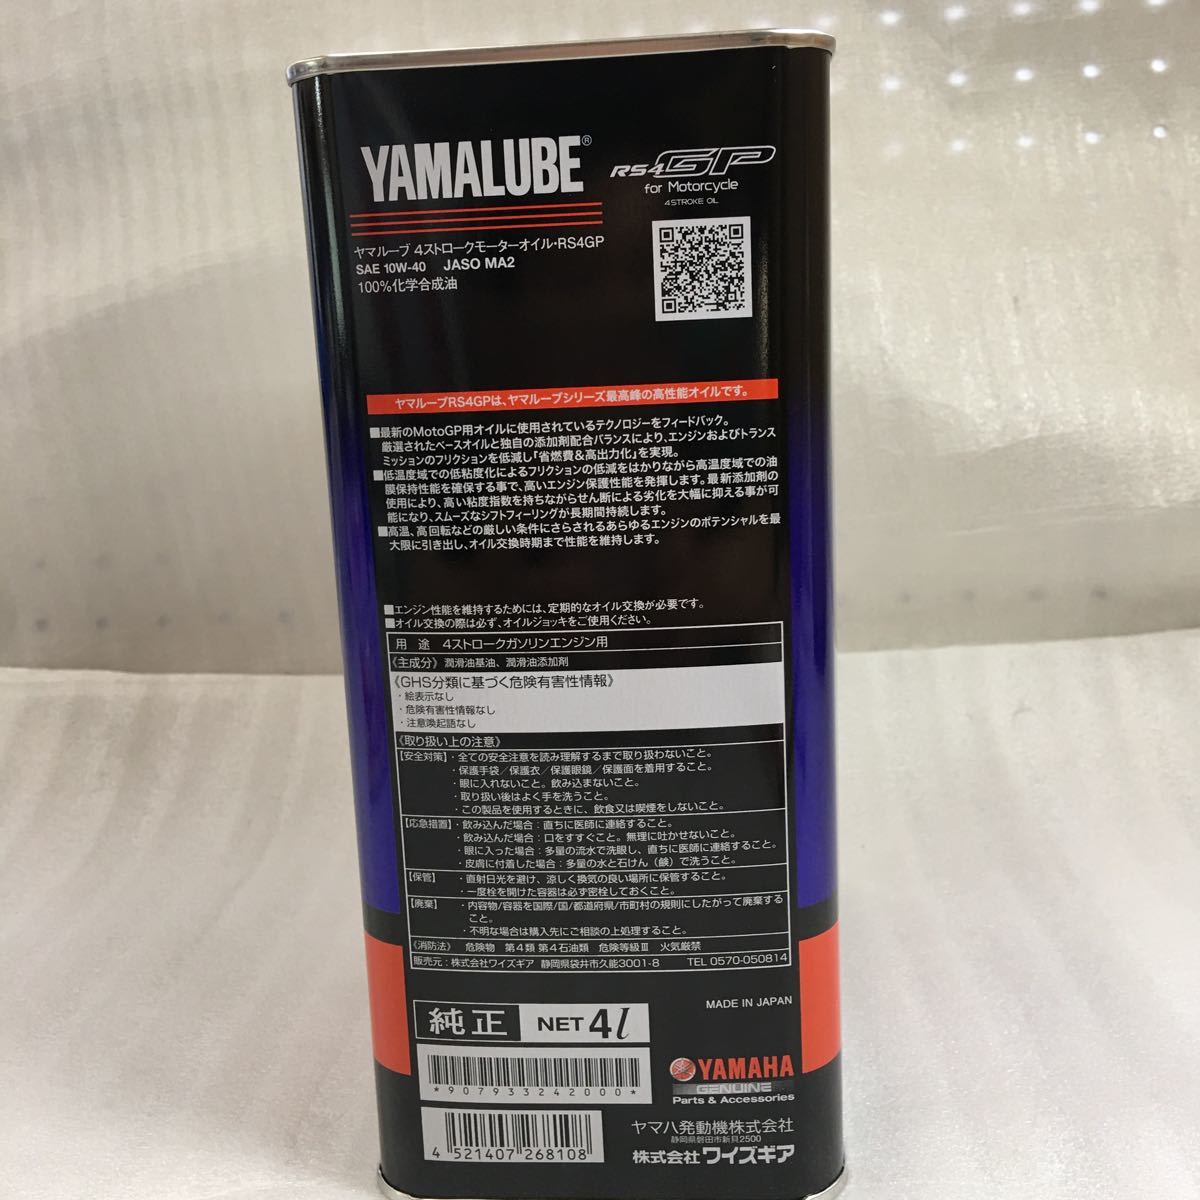 YAMALUBE®
RS4GP
for Motorcycle
4STROKE OIL
ヤマルーブ 4ストロークモーターオイル・RS4GP
SAE 10W-40 JASO MA2
100%化学合成油
ヤマルーブRS4GPは、ヤマルーブシリーズ最高峰の高性能オイルです。
■最新のMotoGP用オイルに使用されているテクノロジーをフィードバック。
厳選されたベースオイルと独自の添加剤配合バランスにより、エンジンおよびトランス
ミッションのフリクションを低減し「省燃費&高出力化」を実現。
■低温度域での低粘度化によるフリクションの低減をはかりながら高温度域での油
膜保持性能を確保する事で、高いエンジン保護性能を発揮します。最新添加剤の
使用により、高い粘度指数を持ちながらせん断による劣化を大幅に抑える事が可
能になり、スムーズなシフトフィーリングが長期間持続します。
■高温、高回転などの厳しい条件にさらされるあらゆるエンジンのポテンシャルを最
大限に引き出し、オイル交換時期まで性能を維持します。
■エンジン性能を維持するためには、定期的なオイル交換が必要です。
■オイル交換の際は必ず、オイルジョッキをご使用ください。
用 途 4ストロークガソリンエンジン用
《主成分》潤滑油基油、潤滑油添加剤
《GHS分類に基づく危険有害性情報》
・絵表示なし
・危険有害性情報なし
・注意喚起語なし
《取り扱い上の注意》
【安全対策】・全ての安全注意を読み理解するまで取り扱わないこと。
・保護手袋/保護衣/保護眼鏡/保護面を着用すること。
・眼に入れないこと。飲み込まないこと。
・取り扱い後はよく手を洗うこと。
・この製品を使用するときに、飲食又は喫煙をしないこと。
【応急措置】・飲み込んだ場合:直ちに医師に連絡すること。
・飲み込んだ場合:口をすすぐこと。無理に吐かせないこと。
・眼に入った場合:多量の流水で洗眼し、直ちに医師に連絡すること。
・皮膚に付着した場合:多量の水と石けん(鹸)で洗うこと。
【保管】・直射日光を避け、涼しく換気の良い場所に保管すること。
・一度栓を開けた容器は必ず密栓しておくこと。
【廃棄】・内容物/容器を国際/国/都道府県/市町村の規則にしたがって廃棄する
こと。
・不明な場合は購入先にご相談の上処理すること。
《消防法》 危険物 第4類 第4石油類 危険等級Ⅲ 火気厳禁
販売元:株式会社ワイズギア 静岡県袋井市久能3001-8 TEL 0570-050814
MADE IN JAPAN
純正 NET 4l
*907933242000*
YAMAHA
GENUINE
Parts & Accessories
4 521407 268108
ヤマハ発動機株式会社
静岡県磐田市新貝2500
株式会社ワイズギア